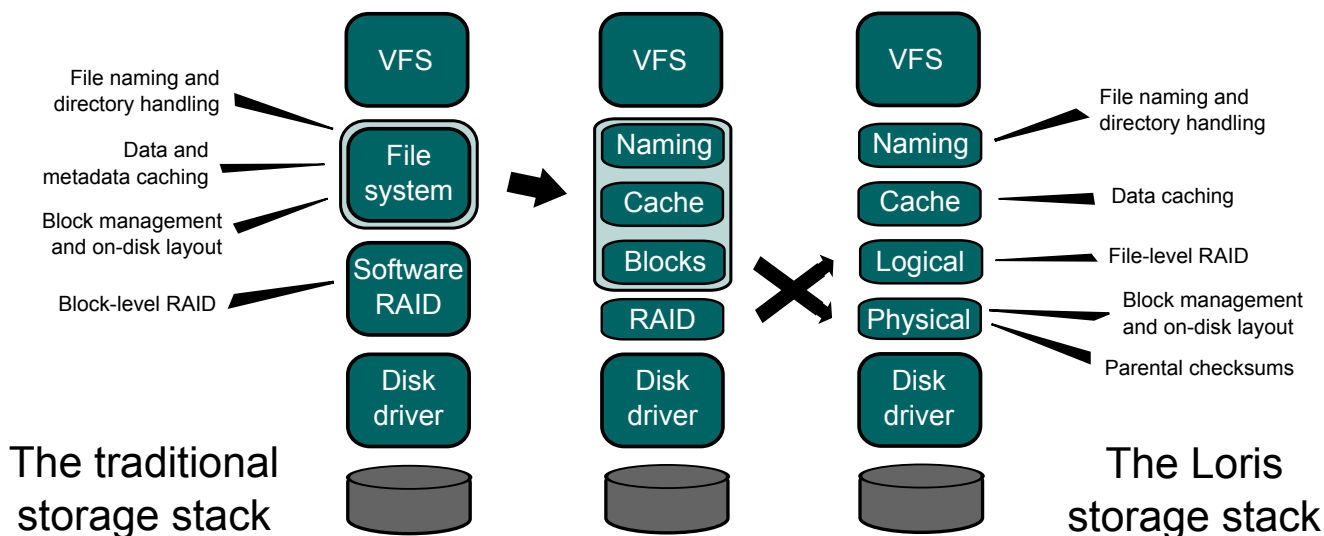 VFS
File naming and
directory handling
File
system
Data and
metadata caching
Block management
and on-disk layout
Software
RAID
Block-level RAID
Disk
driver
The traditional
storage stack
VFS
Naming
Cache
Blocks
RAID
Disk
driver
VFS
Naming
File naming and
directory handling
Cache
Data caching
Logical
File-level RAID
Physical
Block management
and on-disk layout
Parental checksums
Disk
driver
The Loris
storage stack